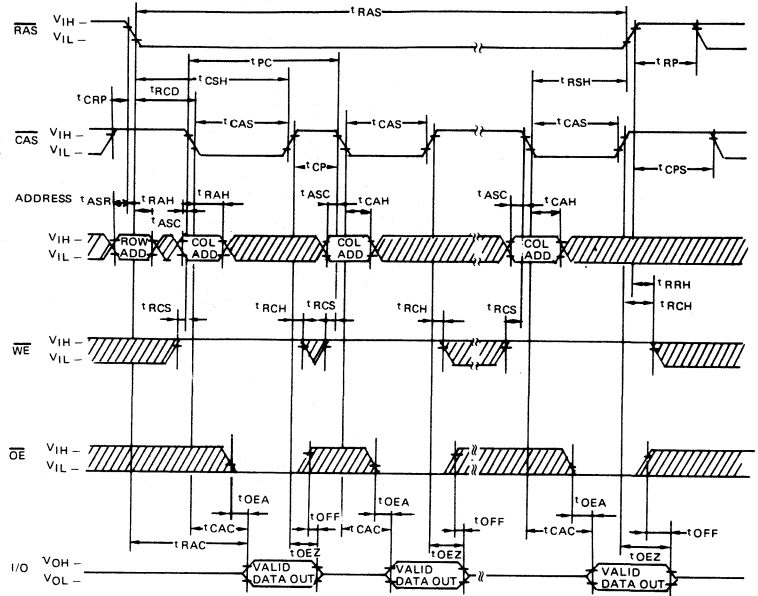 tRAS
RAS VIH –
VIL –
tPC
tCSH
tRSH
tRP
tCRP
tRCD
tCAS
tCAS
tCAS
CAS VIH –
VIL –
tCP
tCPS
ADDRESS
tASR
tRAH
tASC
tRAH
tASC
tCAH
tASC
tCAH
VIH –
VIL –
ROW ADD
COL ADD
COL ADD
COL ADD
tRRH
tRCH
tRCS
tRCH
tRCS
tRCH
tRCS
WE VIH –
VIL –
OE VIH –
VIL –
tOEA
tOEA
tOEA
tCAC
tOFF
tCAC
tOFF
tCAC
tOFF
tRAC
tOEZ
tOEZ
tOEZ
I/O VOH –
VOL –
VALID DATA OUT
VALID DATA OUT
VALID DATA OUT